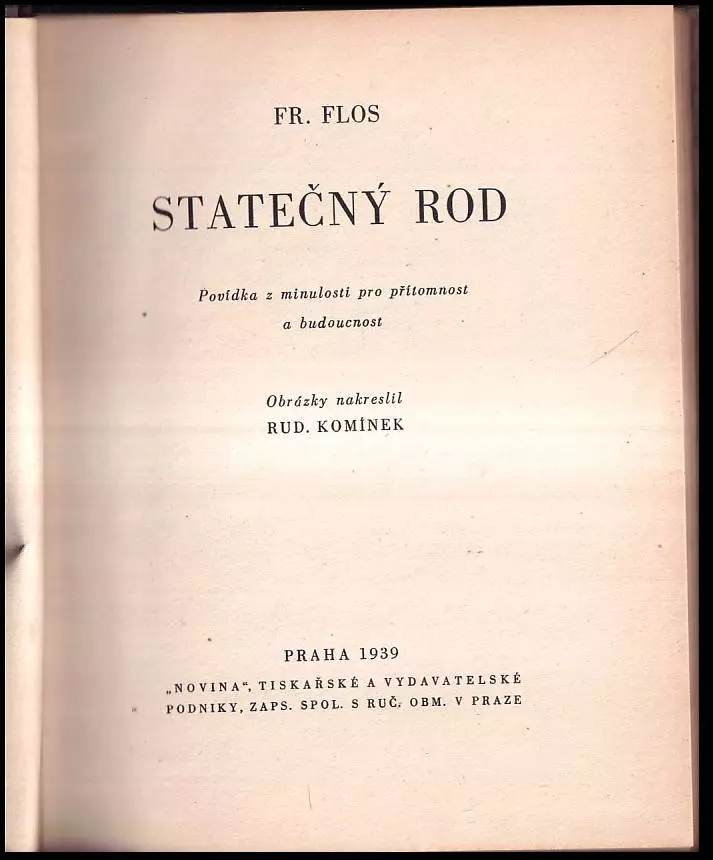 FR. FLOS
STATEČNÝ ROD
Povídka z minulosti pro přítomnost
a budoucnost
Obrázky nakreslil
RUD. KOMÍNEK
PRAHA 1939
„NOVINA“, TISKAŘSKÉ A VYDAVATELSKÉ
PODNIKY, ZAPS. SPOL. S RUČ. OBM. V PRAZE